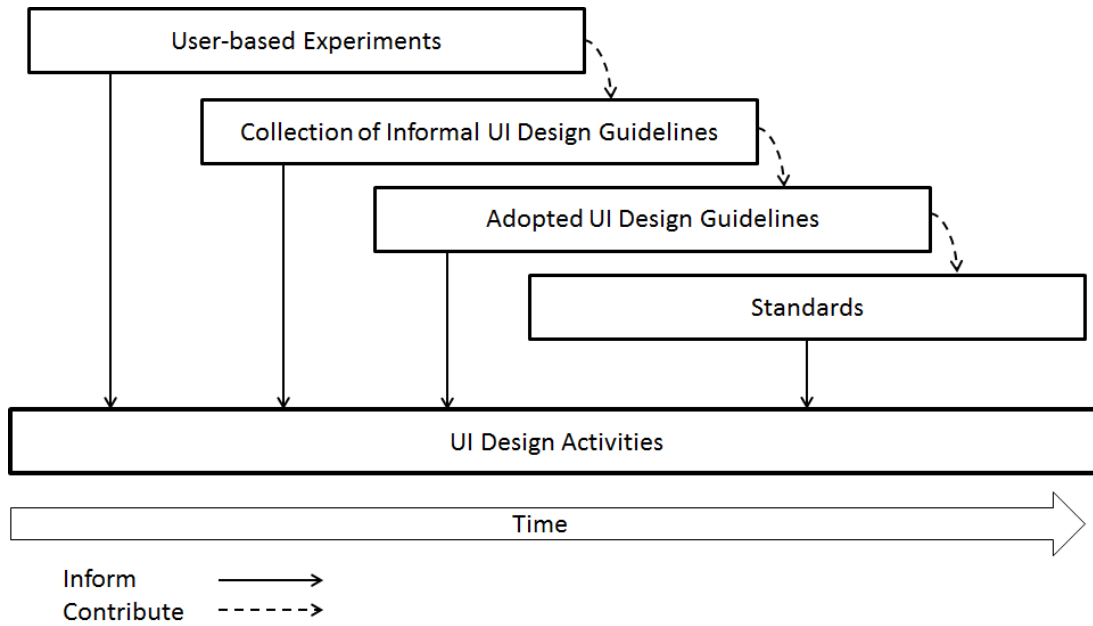 User-based Experiments
Collection of Informal UI Design Guidelines
Adopted UI Design Guidelines
Standards
UI Design Activities
Time
Inform
Contribute